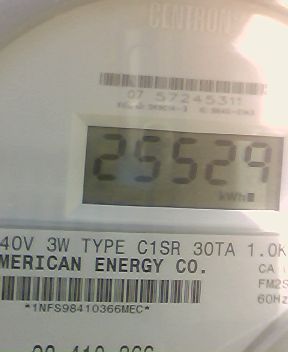 CENTRON
07 57245311
25529
kWh
40V 3W TYPE C1SR 30TA 1.0K
MERICAN ENERGY CO.
CA
FM2S
60Hz
*1NFS98410366MEC*